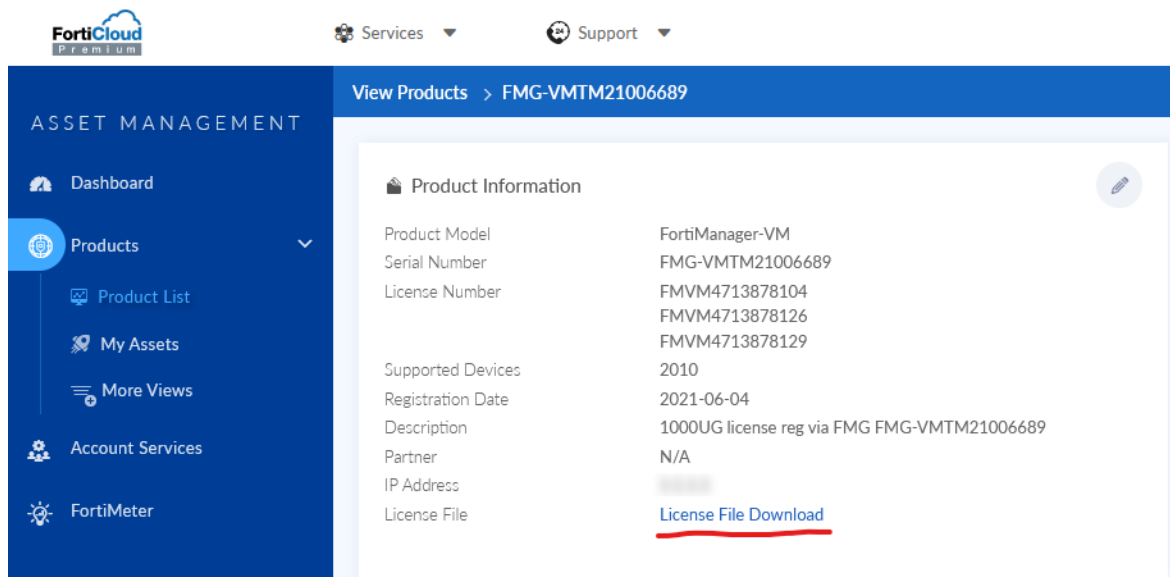 FortiCloud
Premium
Services
Support
24
ASSET MANAGEMENT
Dashboard
Products
Product List
My Assets
More Views
Account Services
FortiMeter
View Products > FMG-VMTM21006689
Product Information
Product Model FortiManager-VM
Serial Number FMG-VMTM21006689
License Number FMVM4713878104
FMVM4713878126
FMVM4713878129
Supported Devices 2010
Registration Date 2021-06-04
Description 1000UG license reg via FMG FMG-VMTM21006689
Partner N/A
IP Address
License File License File Download